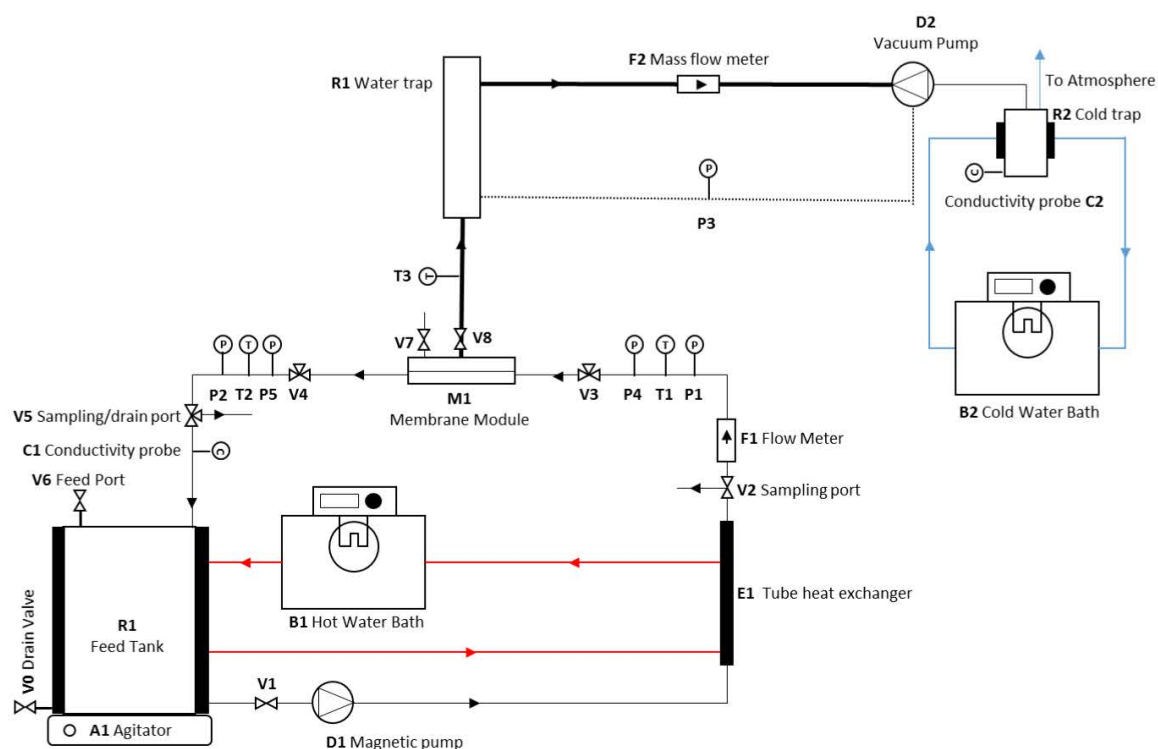 D2
Vacuum Pump
F2 Mass flow meter
R1 Water trap
To Atmosphere
R2 Cold trap
P
C
Conductivity probe C2
P3
T3
T
V7
V8
P
T
P
P
T
P
P2
T2
P5
V4
M1
Membrane Module
V3
P4
T1
P1
B2 Cold Water Bath
V5 Sampling/drain port
C1 Conductivity probe
C
F1 Flow Meter
V6 Feed Port
V2 Sampling port
E1 Tube heat exchanger
B1 Hot Water Bath
R1
Feed Tank
V0 Drain Valve
V1
A1 Agitator
D1 Magnetic pump